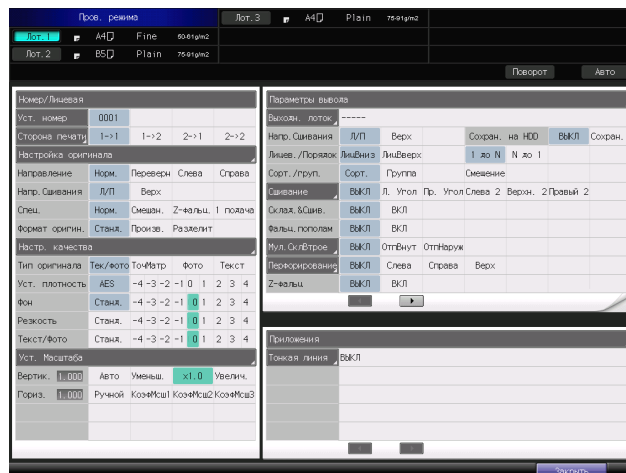 Пров. режима
Лот.3 A4 Plain 75-91g/m2
Лот.1 A4 Fine 50-61g/m2
Лот.2 B5 Plain 75-91g/m2
Поворот Авто
Номер/Линевая
Уст. номер 0001
Сторона печати 1->1 1->2 2->1 2->2
Настройка оригинала
Направление Норм. Переверн Слева Справа
Напр.Сшивания Л/П Верх
Спец. Норм. Смешан. Z-фальц. 1 подача
Формат оригин. Станд. Произв. Разделит
Настр. качества
Тип оригинала Тек/Фото ТочМатр Фото Текст
Уст. плотность AES -4 -3 -2 -1 0 1 2 3 4
Фон Станд. -4 -3 -2 -1 0 1 2 3 4
Резкость Станд. -4 -3 -2 -1 0 1 2 3 4
Текст/Фото Станд. -4 -3 -2 -1 0 1 2 3 4
Уст. Масштаба
Вертик. 1.000 Авто Уменьш. x1.0 Увелич.
Гориз. 1.000 Ручной КоэфМсш1 КоэфМсш2 КоэфМсш3
Параметры вывола
Выходн. лоток -----
Напр.Сшивания Л/П Верх Сохран. на HDD ВЫКЛ Сохран.
Лицев./Порядок ЛицВниз ЛицВверх 1 до N N до 1
Сорт./груп. Сорт. Группа Смещение
Сшивание ВЫКЛ Л. Угол Пр. Угол Слева 2 Верхн. 2 Правый 2
Склад.&Сшив. ВЫКЛ ВКЛ
Фальц.пополам ВЫКЛ ВКЛ
Мул.СклВтрое ВЫКЛ ОтпВнут ОтпНаруж
Перфорирование ВЫКЛ Слева Справа Верх
Z-фальц ВЫКЛ ВКЛ
Приложения
Тонкая линия ВЫКЛ
Закрыть